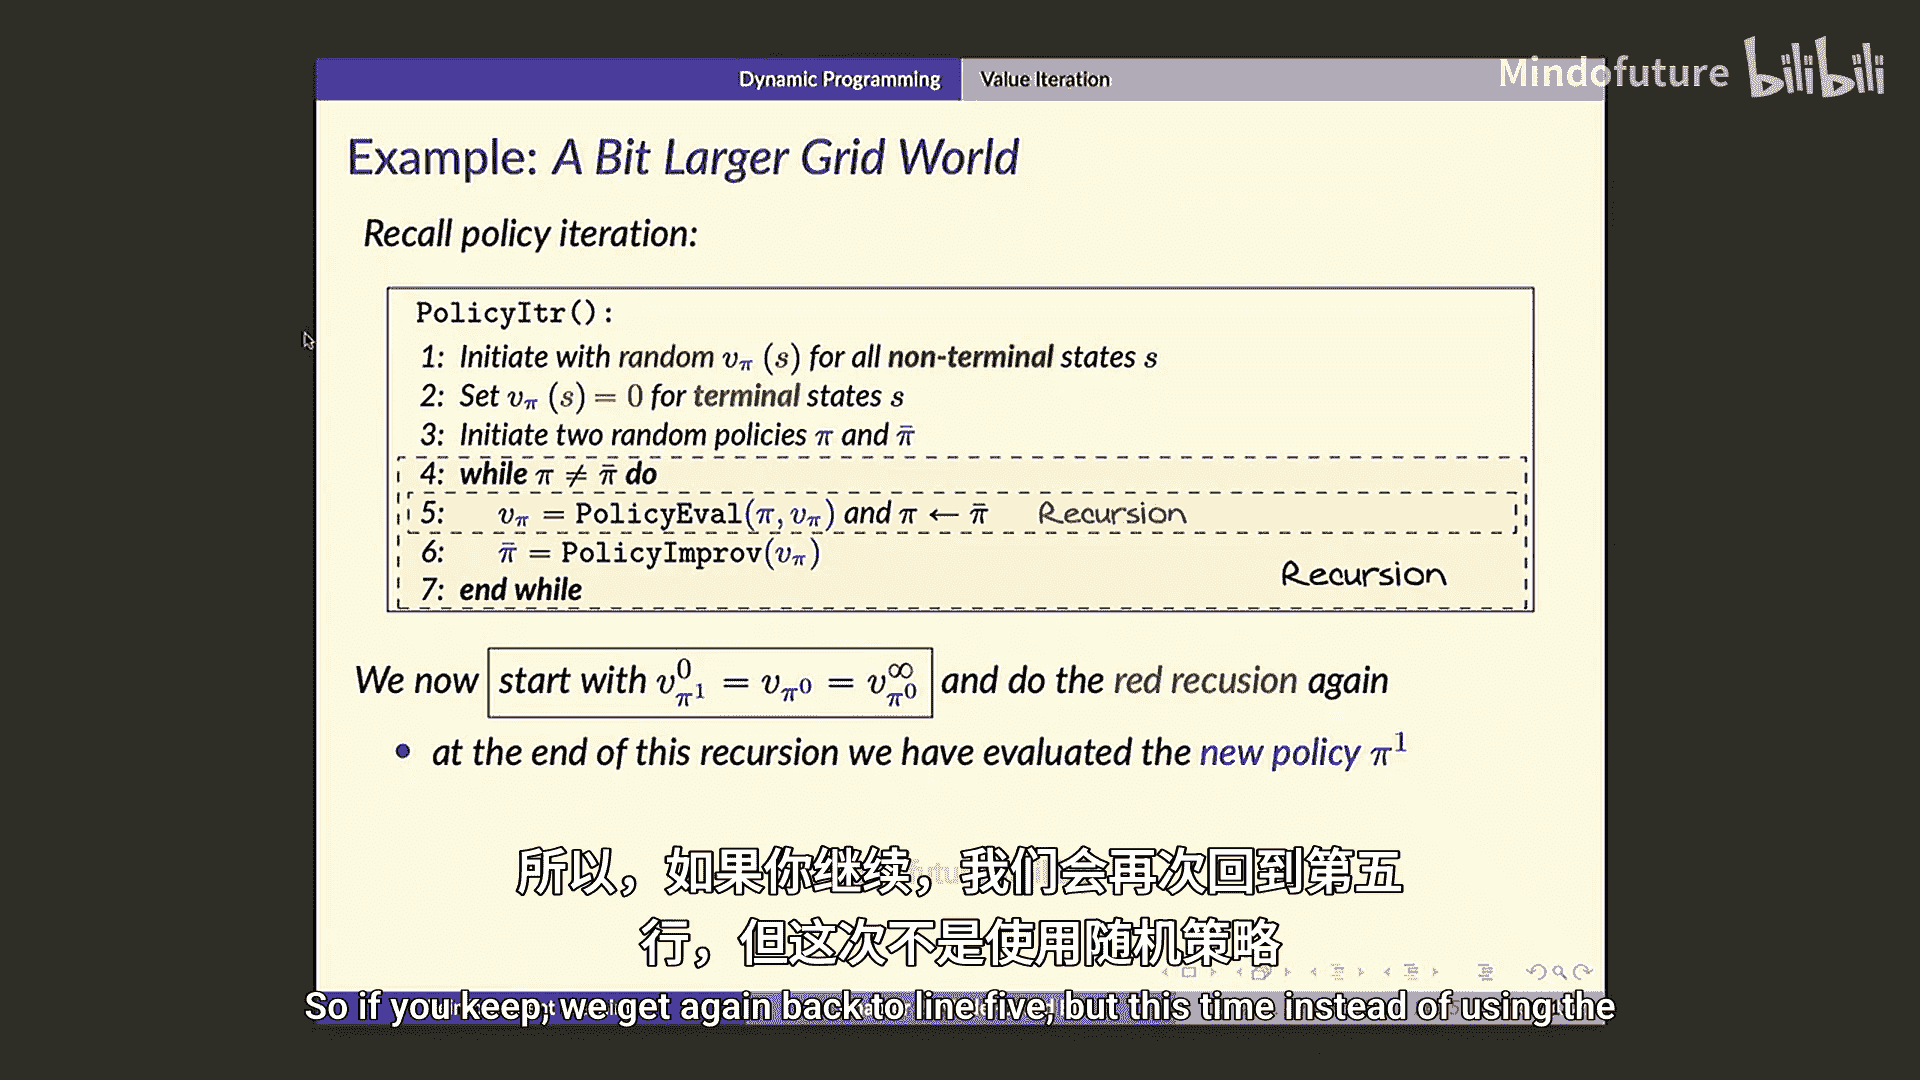 Dynamic Programming
Value Iteration
Mindofuture bilibili
Example: A Bit Larger Grid World
Recall policy iteration:
PolicyItr():
1: Initiate with random v_π (s) for all non-terminal states s
2: Set v_π (s) = 0 for terminal states s
3: Initiate two random policies π and π̄
4: while π ≠ π̄ do
5: v_π = PolicyEval(π, v_π) and π ← π̄ Recursion
6: π̄ = PolicyImprov(v_π)
Recursion
7: end while
We now start with v^0_{π^1} = v_{π^0} = v^∞_{π^0} and do the red recusion again
• at the end of this recursion we have evaluated the new policy π^1
所以，如果你继续，我们会再次回到第五
行，但这次不是使用随机策略
So if you keep, we get again back to line five, but this time instead of using the